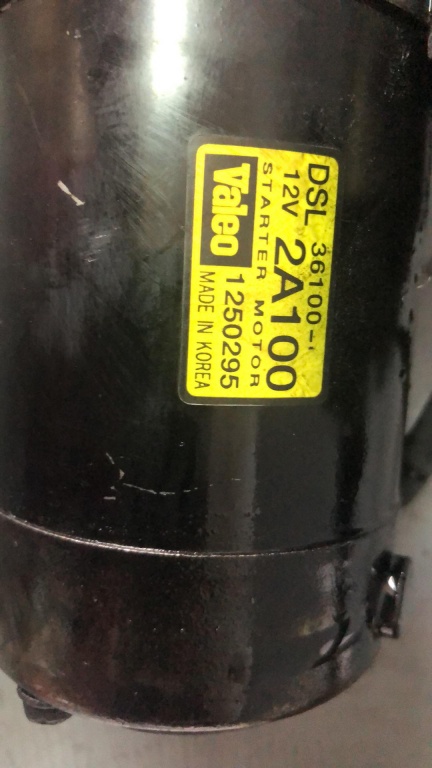 DSL 36100-
12V 2A100
STARTER MOTOR
Valeo 1250295
MADE IN KOREA